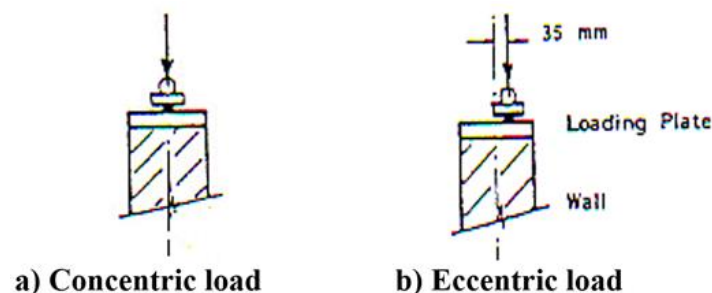 35 mm
Loading Plate
Wall
a) Concentric load
b) Eccentric load